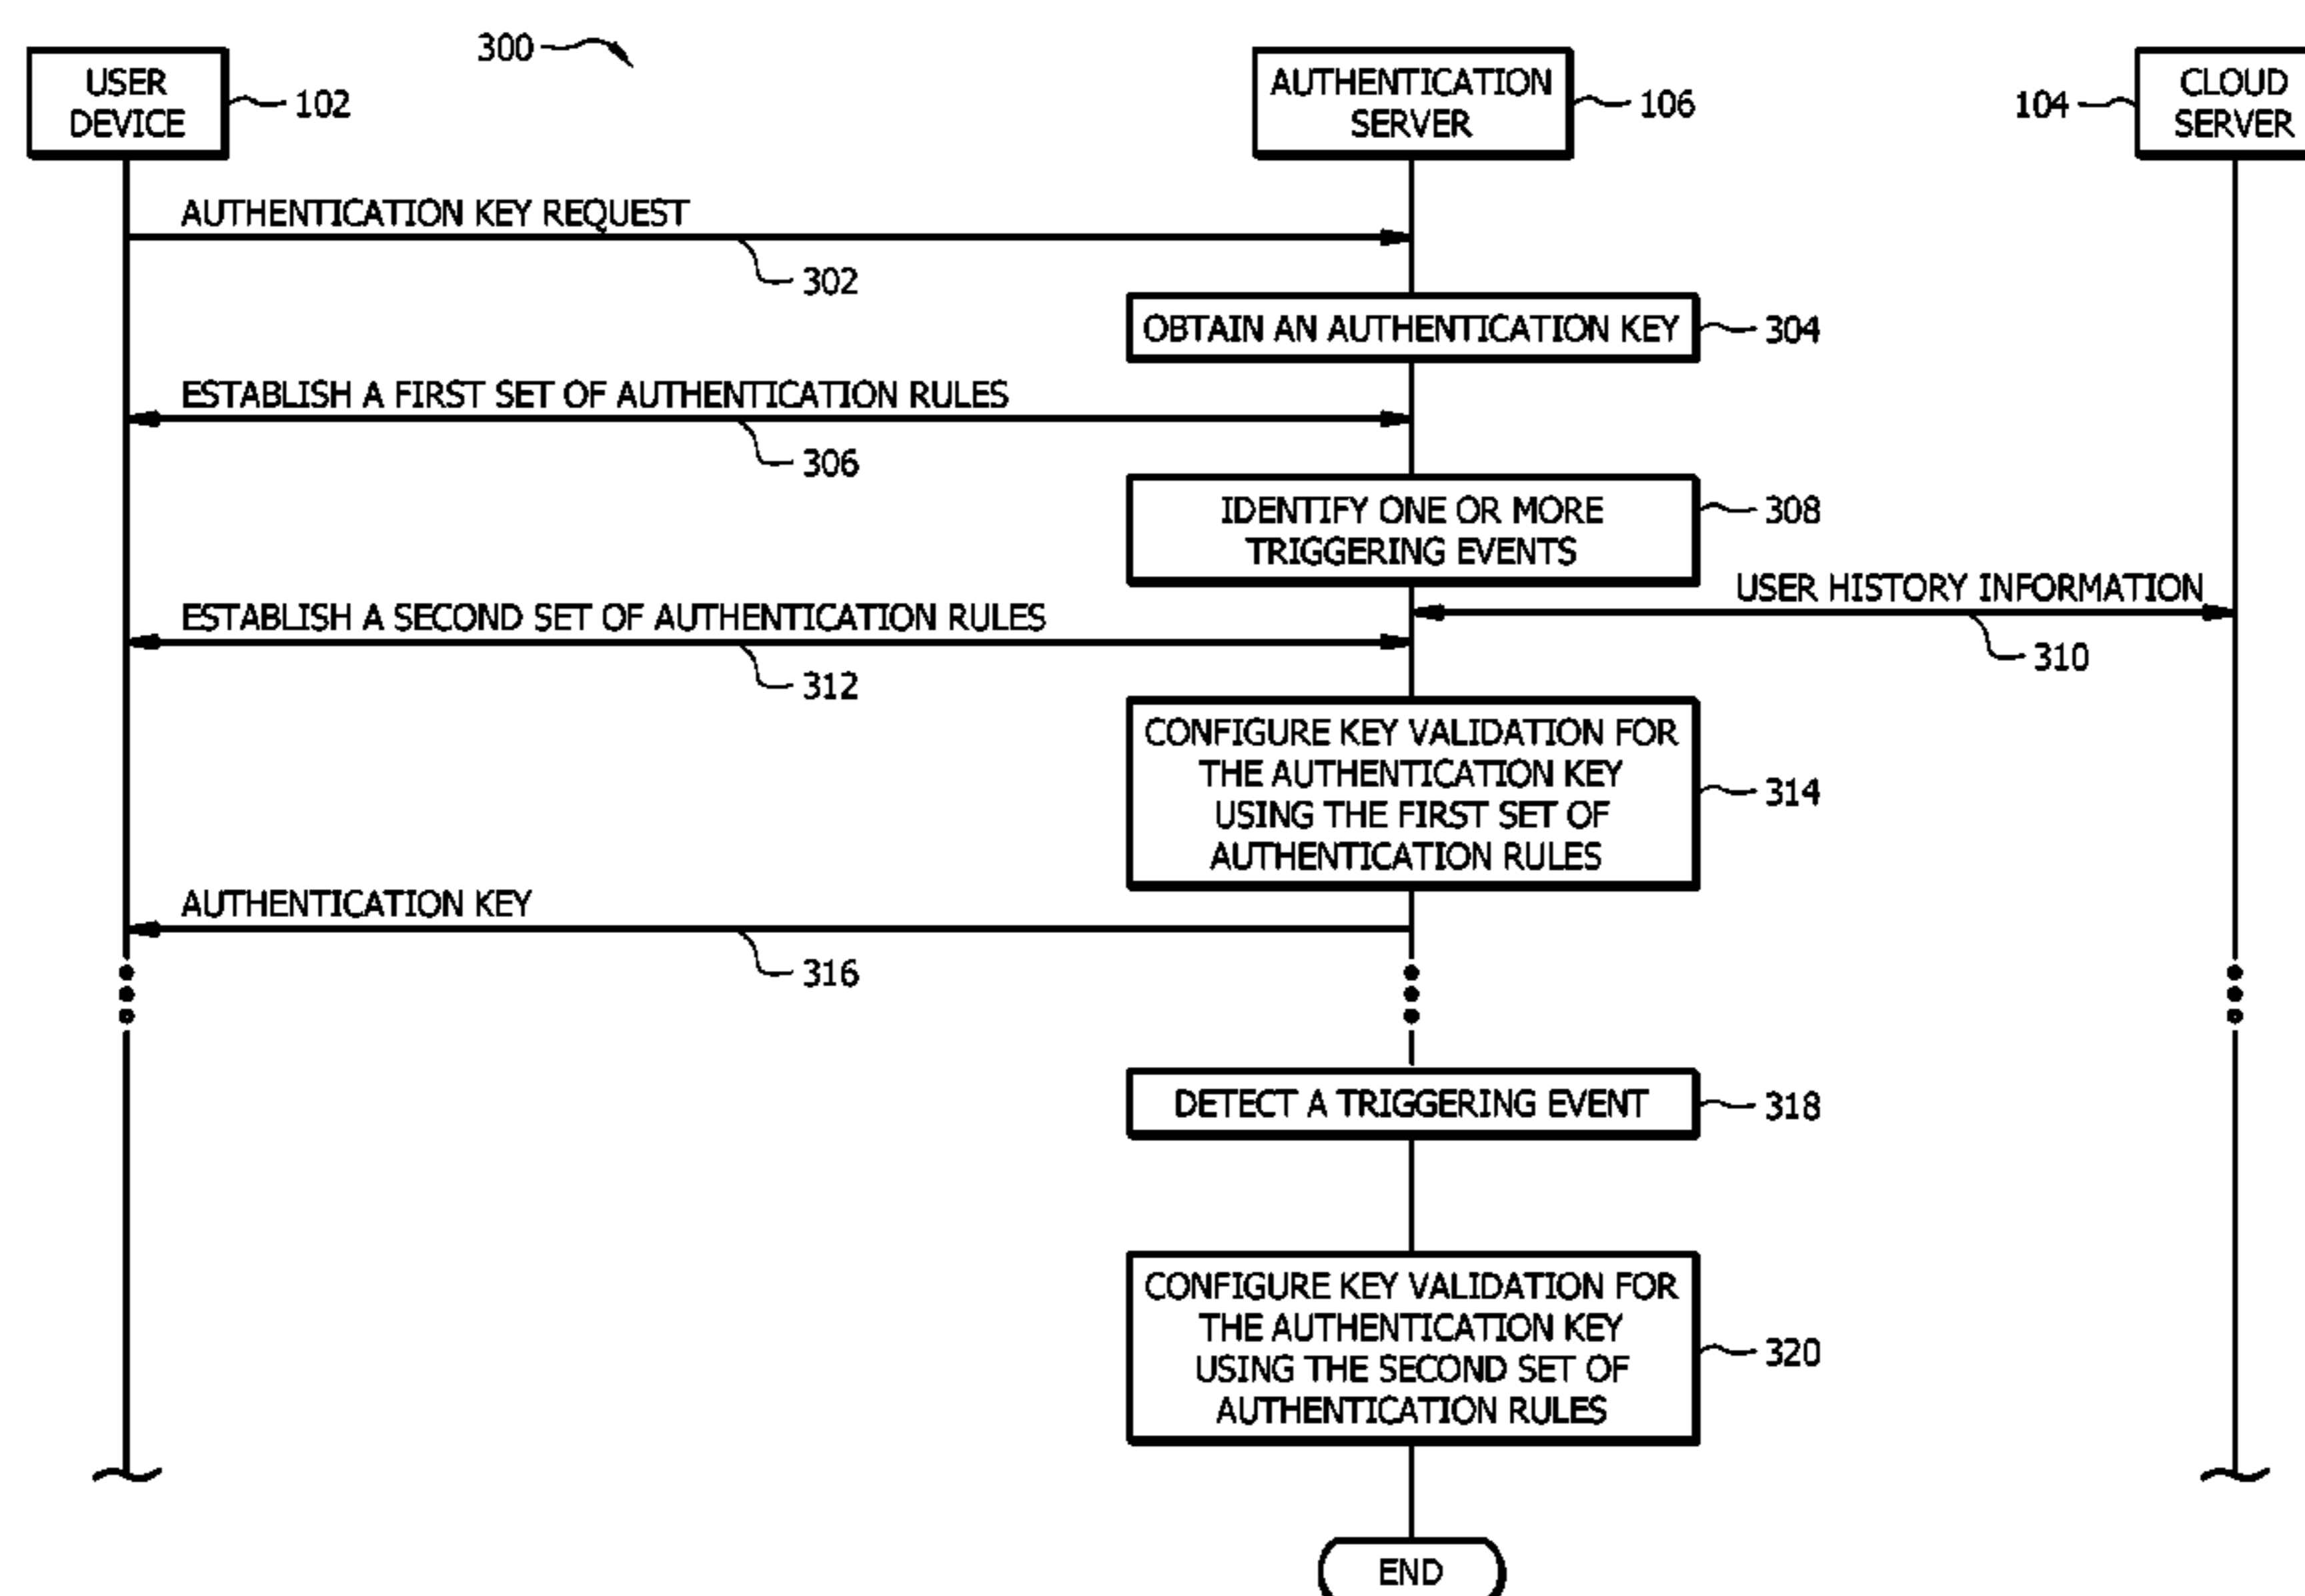 300
USER
DEVICE
102
AUTHENTICATION
SERVER
106
104
CLOUD
SERVER
AUTHENTICATION KEY REQUEST
302
OBTAIN AN AUTHENTICATION KEY
304
ESTABLISH A FIRST SET OF AUTHENTICATION RULES
306
IDENTIFY ONE OR MORE
TRIGGERING EVENTS
308
USER HISTORY INFORMATION
310
ESTABLISH A SECOND SET OF AUTHENTICATION RULES
312
CONFIGURE KEY VALIDATION FOR
THE AUTHENTICATION KEY
USING THE FIRST SET OF
AUTHENTICATION RULES
314
AUTHENTICATION KEY
316
DETECT A TRIGGERING EVENT
318
CONFIGURE KEY VALIDATION FOR
THE AUTHENTICATION KEY
USING THE SECOND SET OF
AUTHENTICATION RULES
320
END